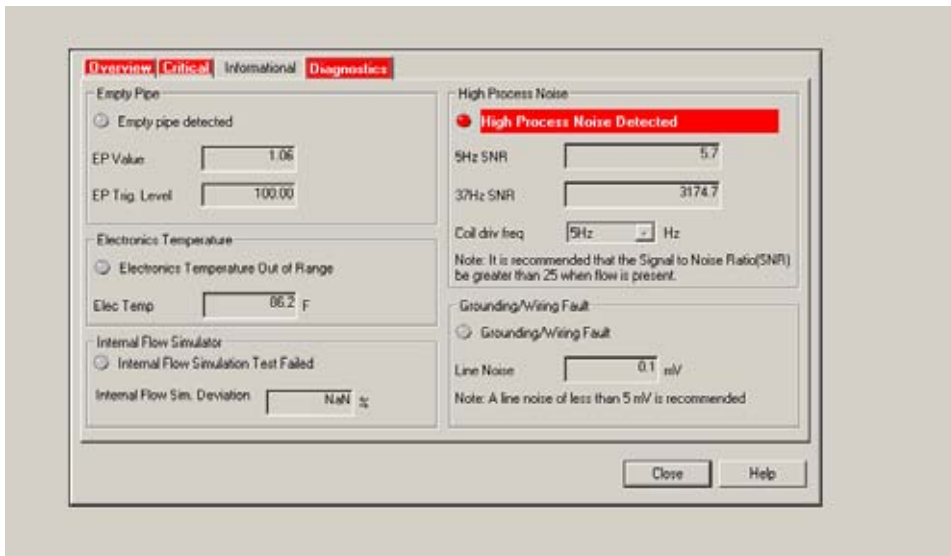 Overview Critical Informational Diagnostics
Empty Pipe
Empty pipe detected
EP Value 1.06
EP Trig. Level 100.00
Electronics Temperature
Electronics Temperature Out of Range
Elec Temp 86.2 F
Internal Flow Simulator
Internal Flow Simulation Test Failed
Internal Flow Sim. Deviation NaN %
High Process Noise
High Process Noise Detected
5Hz SNR 5.7
37Hz SNR 3174.7
Coil driv freq 5Hz Hz
Note: It is recommended that the Signal to Noise Ratio(SNR)
be greater than 25 when flow is present.
Grounding/Wiring Fault
Grounding/Wiring Fault
Line Noise 0.1 mV
Note: A line noise of less than 5 mV is recommended
Close Help